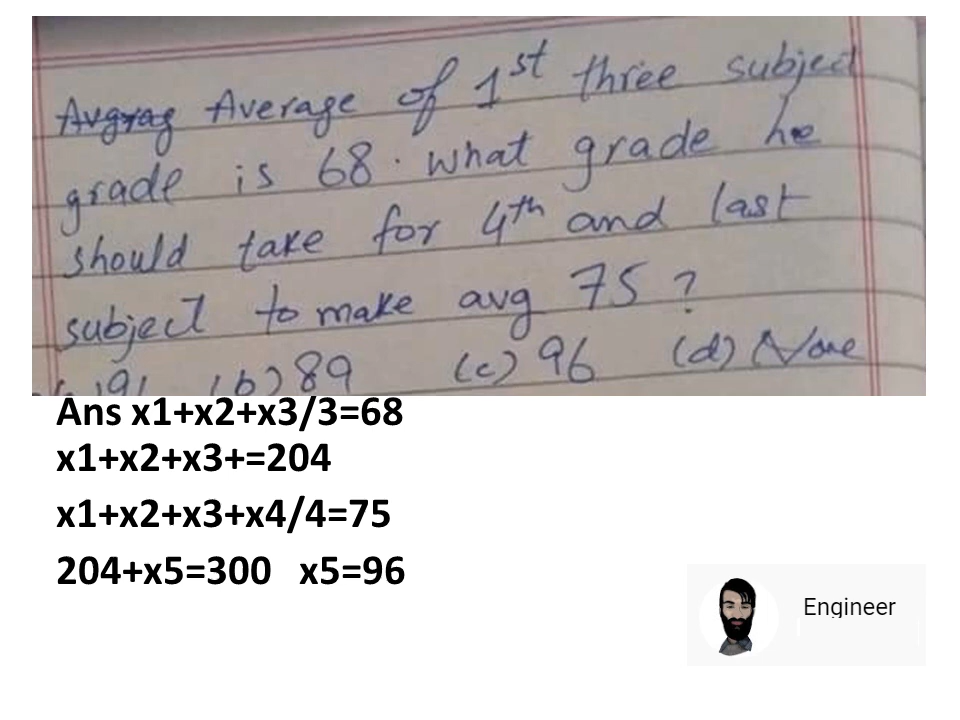 Avgrag Average of 1st three subject
grade is 68. what grade he
should take for 4th and last
subject to make avg 75 ?
(a) 91 (b) 89 (c) 96 (d) None
Ans x1+x2+x3/3=68
x1+x2+x3+=204
x1+x2+x3+x4/4=75
204+x5=300 x5=96
Engineer